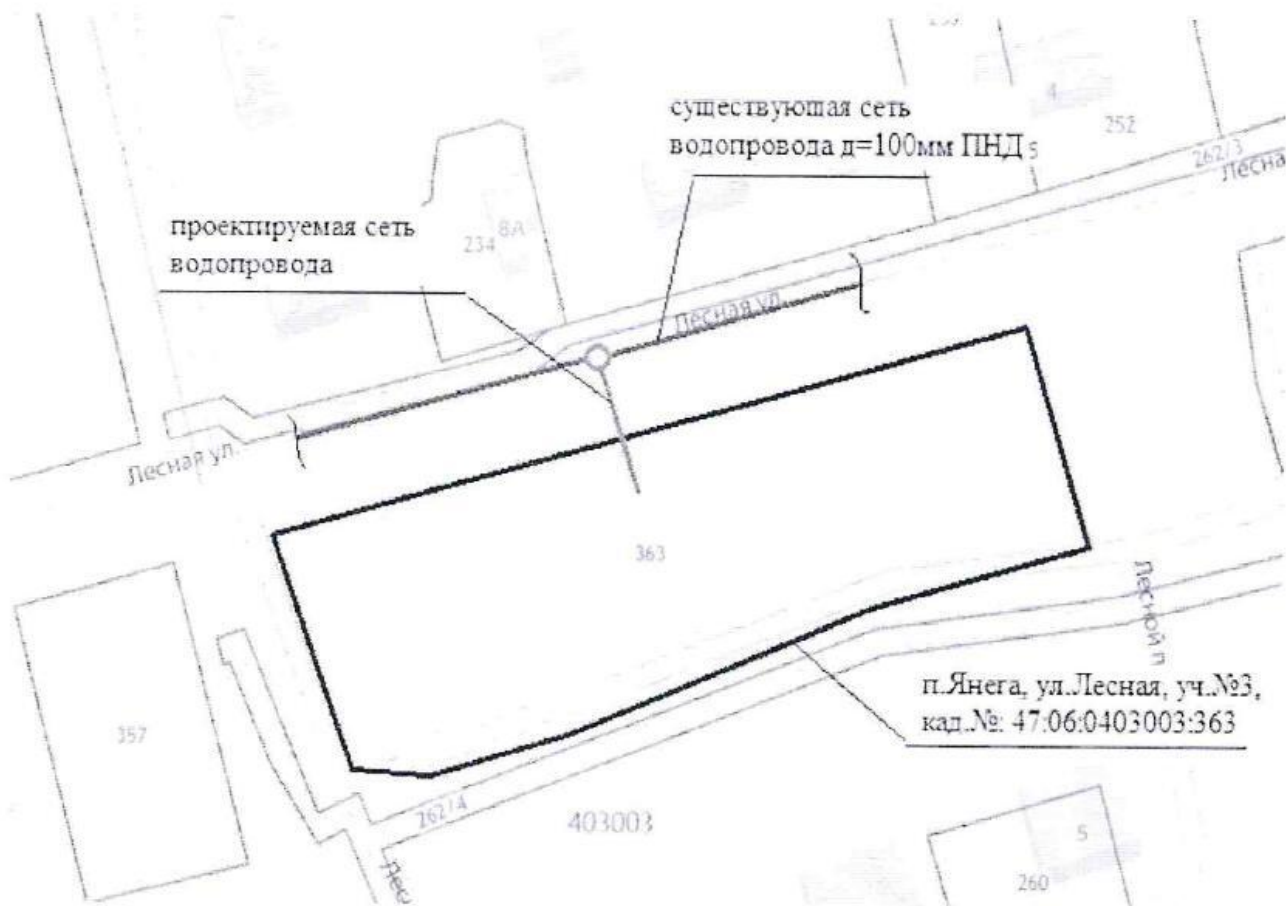 существующая сеть
водопровода д=100мм ПНД
4
252
5
262/3
Лесна
проектируемая сеть
водопровода
234
8А
Лесная ул.
Лесная ул.
363
Лесной п
п.Янега, ул.Лесная, уч.№3,
кад.№: 47:06:0403003:363
357
262/4
403003
Лес
5
260